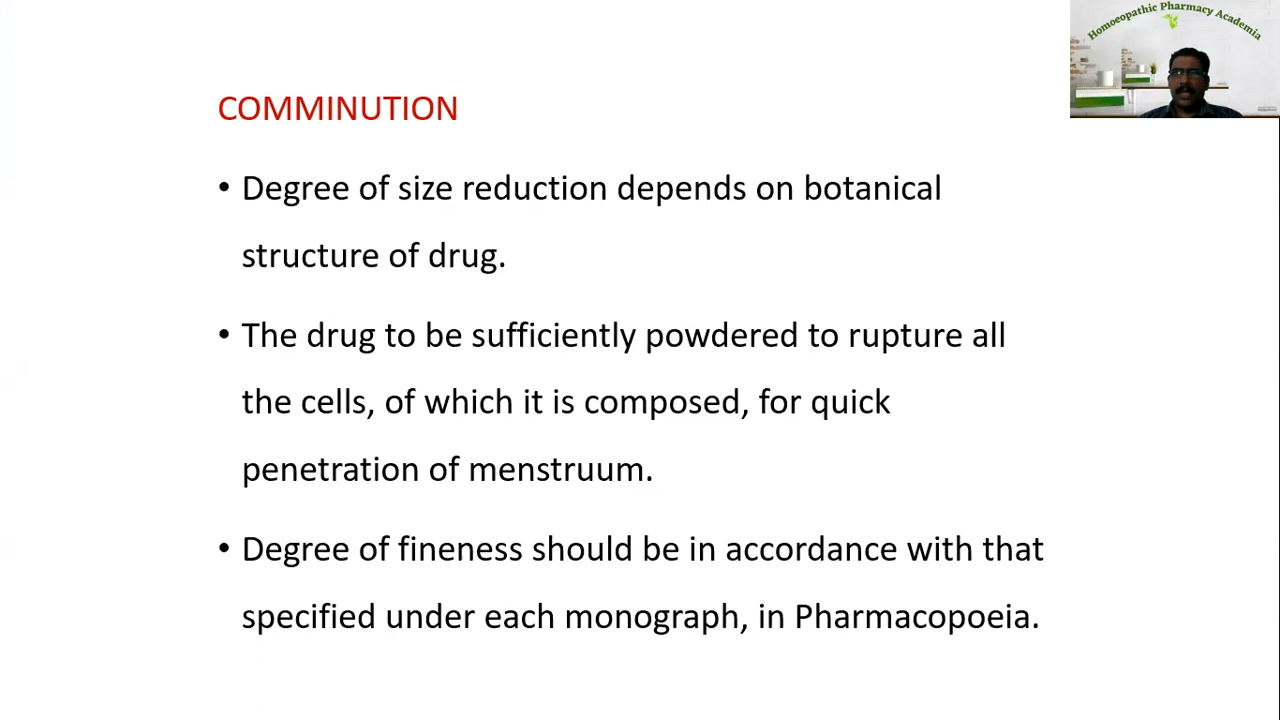 Homoeopathic Pharmacy Academia
COMMINUTION
• Degree of size reduction depends on botanical
structure of drug.
• The drug to be sufficiently powdered to rupture all
the cells, of which it is composed, for quick
penetration of menstruum.
• Degree of fineness should be in accordance with that
specified under each monograph, in Pharmacopoeia.